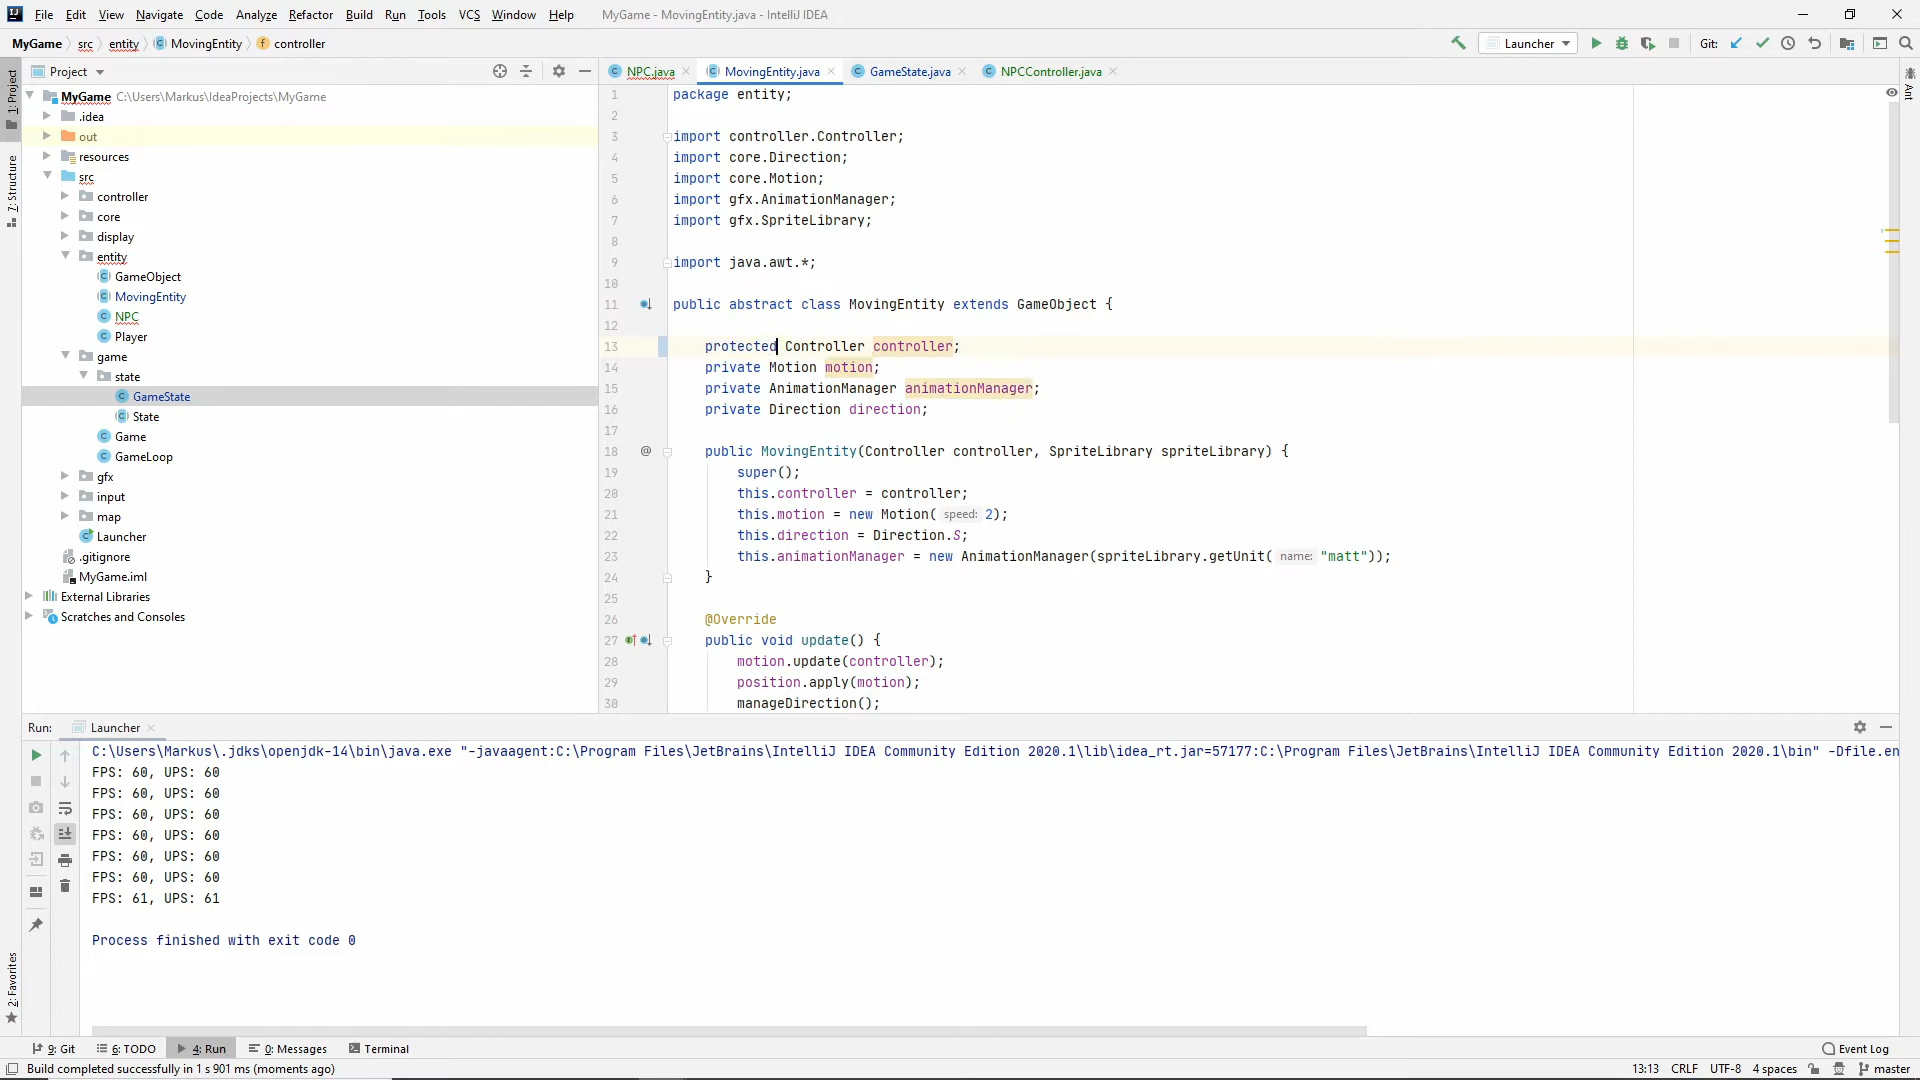 File Edit View Navigate Code Analyze Refactor Build Run Tools VCS Window Help MyGame - MovingEntity.java - IntelliJ IDEA
MyGame src entity MovingEntity controller Launcher Git:
Project
NPC.java MovingEntity.java GameState.java NPCController.java
1: Project
7: Structure
2: Favorites
Ant
MyGame C:\Users\Markus\IdeaProjects\MyGame
.idea
out
resources
src
controller
core
display
entity
GameObject
MovingEntity
NPC
Player
game
state
GameState
State
Game
GameLoop
gfx
input
map
Launcher
.gitignore
MyGame.iml
External Libraries
Scratches and Consoles
1 package entity;
2
3 import controller.Controller;
4 import core.Direction;
5 import core.Motion;
6 import gfx.AnimationManager;
7 import gfx.SpriteLibrary;
8
9 import java.awt.*;
10
11 public abstract class MovingEntity extends GameObject {
12
13 protected Controller controller;
14 private Motion motion;
15 private AnimationManager animationManager;
16 private Direction direction;
17
18 @ public MovingEntity(Controller controller, SpriteLibrary spriteLibrary) {
19 super();
20 this.controller = controller;
21 this.motion = new Motion( speed: 2);
22 this.direction = Direction.S;
23 this.animationManager = new AnimationManager(spriteLibrary.getUnit( name: "matt"));
24 }
25
26 @Override
27 public void update() {
28 motion.update(controller);
29 position.apply(motion);
30 manageDirection();
Run: Launcher
C:\Users\Markus\.jdks\openjdk-14\bin\java.exe "-javaagent:C:\Program Files\JetBrains\IntelliJ IDEA Community Edition 2020.1\lib\idea_rt.jar=57177:C:\Program Files\JetBrains\IntelliJ IDEA Community Edition 2020.1\bin" -Dfile.en
FPS: 60, UPS: 60
FPS: 60, UPS: 60
FPS: 60, UPS: 60
FPS: 60, UPS: 60
FPS: 60, UPS: 60
FPS: 60, UPS: 60
FPS: 61, UPS: 61
Process finished with exit code 0
9: Git 6: TODO 4: Run 0: Messages Terminal Event Log
Build completed successfully in 1 s 901 ms (moments ago) 13:13 CRLF UTF-8 4 spaces master